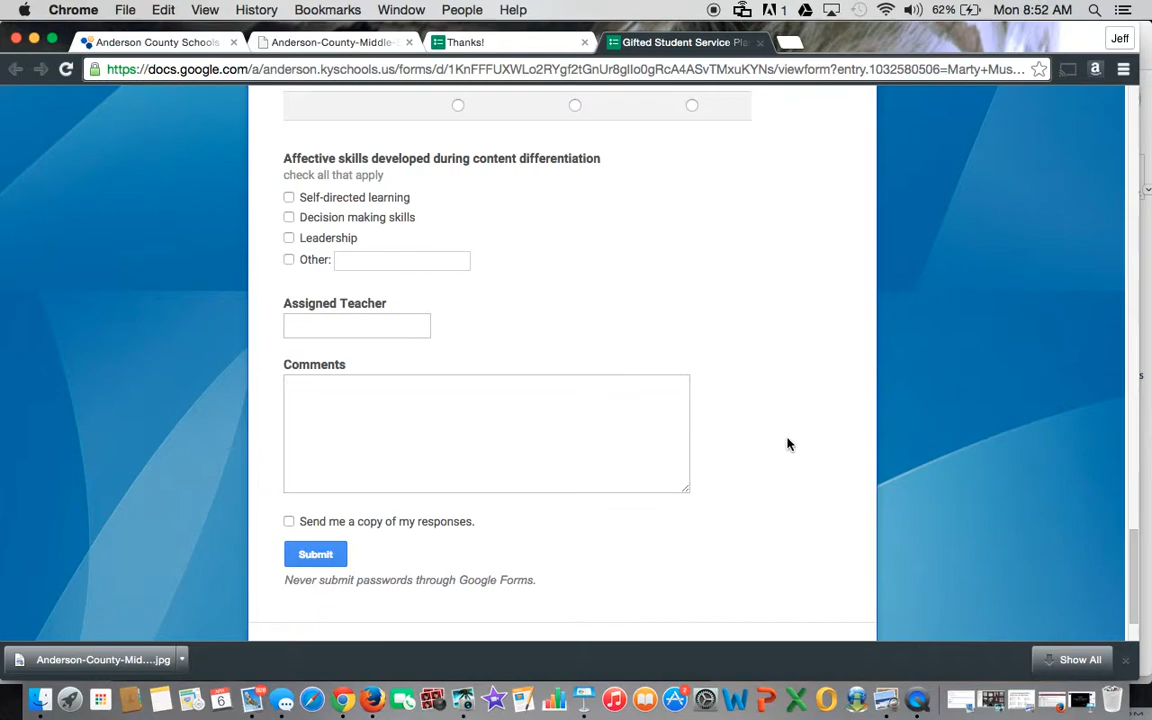 Chrome File Edit View History Bookmarks Window People Help 1 62% Mon 8:52 AM
Anderson County Schools Anderson-County-Middle-S Thanks! Gifted Student Service Pla Jeff
https://docs.google.com/a/anderson.kyschools.us/forms/d/1KnFFFUXWLo2RYgf2tGnUr8glIo0gRcA4ASvTMxuKYNs/viewform?entry.1032580506=Marty+Mus...
Affective skills developed during content differentiation
check all that apply
Self-directed learning
Decision making skills
Leadership
Other:
Assigned Teacher
Comments
Send me a copy of my responses.
Submit
Never submit passwords through Google Forms.
Anderson-County-Mid....jpg Show All